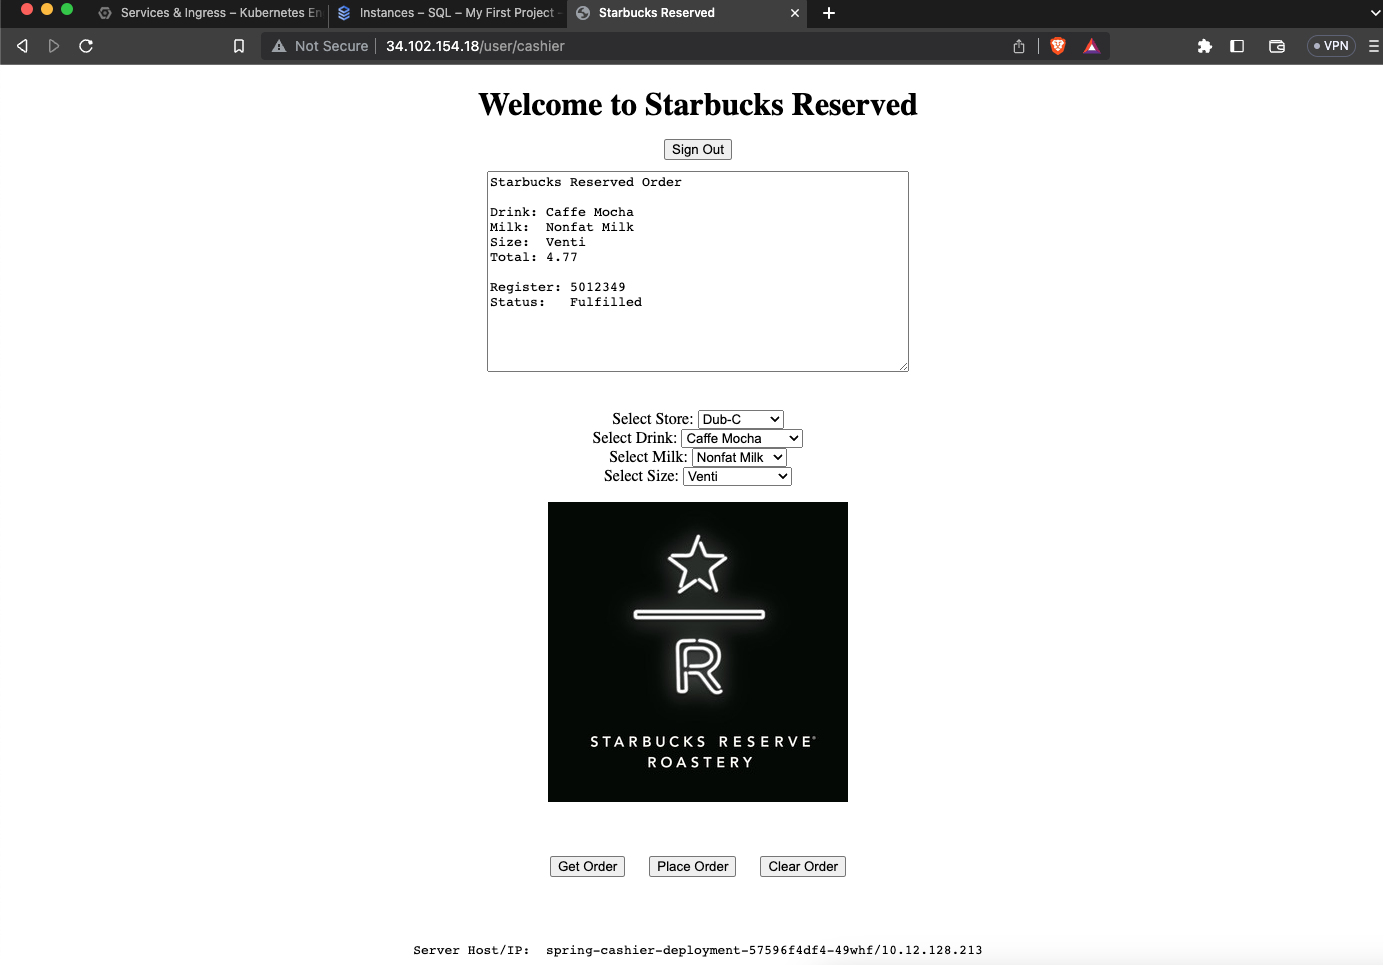 Services & Ingress – Kubernetes En
Instances – SQL – My First Project -
Starbucks Reserved
Not Secure
34.102.154.18/user/cashier
VPN
Welcome to Starbucks Reserved
Sign Out
Starbucks Reserved Order
Drink: Caffe Mocha
Milk:  Nonfat Milk
Size:  Venti
Total: 4.77
Register: 5012349
Status:   Fulfilled
Select Store: Dub-C
Select Drink: Caffe Mocha
Select Milk: Nonfat Milk
Select Size: Venti
STARBUCKS RESERVE®
ROASTERY
Get Order
Place Order
Clear Order
Server Host/IP:  spring-cashier-deployment-57596f4df4-49whf/10.12.128.213